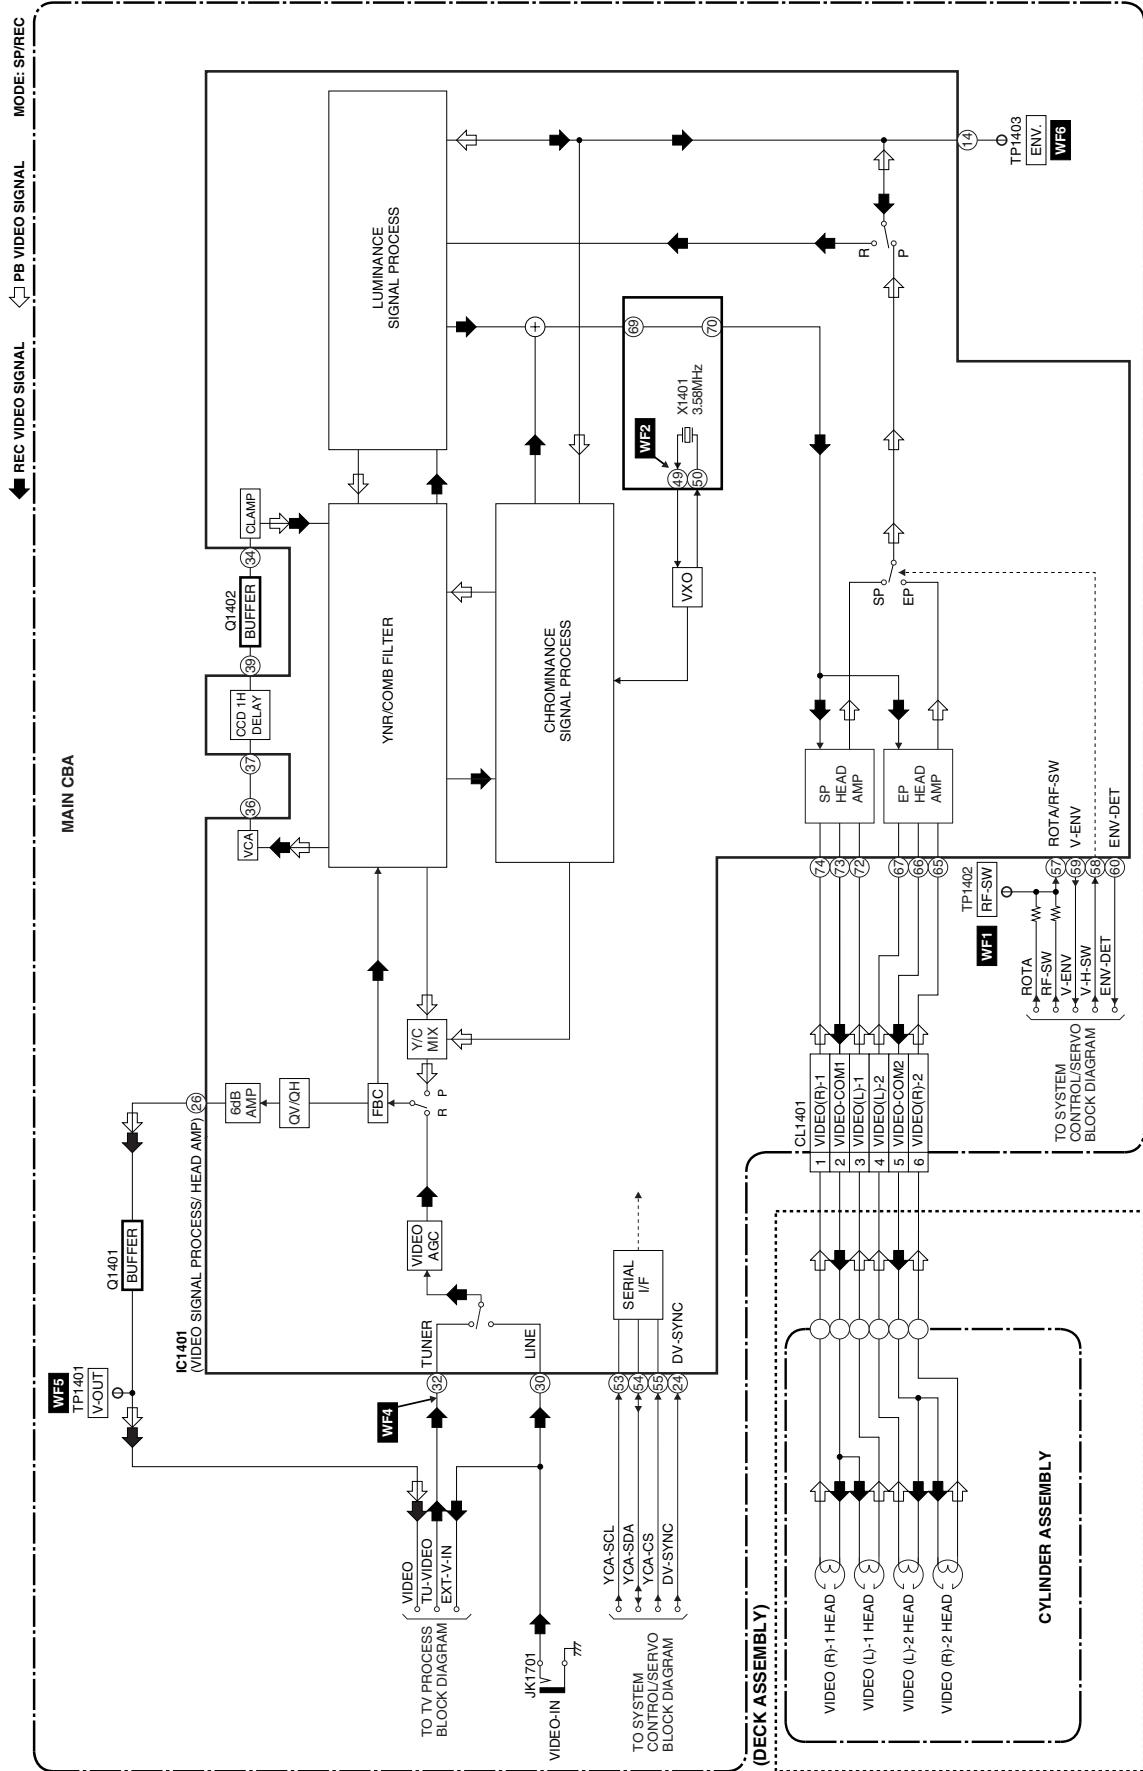 MAIN CBA
REC VIDEO SIGNAL
PB VIDEO SIGNAL
MODE: SP/REC
WF5
TP1401
V-OUT
Q1401
BUFFER
IC1401
(VIDEO SIGNAL PROCESS/ HEAD AMP)
26
6dB
AMP
QV/QH
FBC
R
P
Y/C
MIX
VIDEO
AGC
TUNER
LINE
WF4
32
30
VIDEO
TU-VIDEO
EXT-V-IN
TO TV PROCESS
BLOCK DIAGRAM
JK1701
VIDEO-IN
VCA
36
37
CCD 1H
DELAY
39
Q1402
BUFFER
34
CLAMP
YNR/COMB FILTER
LUMINANCE
SIGNAL PROCESS
CHROMINANCE
SIGNAL PROCESS
+
VXO
WF2
49
50
X1401
3.58MHz
69
70
R
P
14
TP1403
ENV.
WF6
SERIAL
I/F
53
54
55
24
DV-SYNC
YCA-SCL
YCA-SDA
YCA-CS
DV-SYNC
TO SYSTEM
CONTROL/SERVO
BLOCK DIAGRAM
SP
EP
SP
HEAD
AMP
EP
HEAD
AMP
74
73
72
67
66
65
CL1401
1 VIDEO(R)-1
2 VIDEO-COM1
3 VIDEO(L)-1
4 VIDEO(L)-2
5 VIDEO-COM2
6 VIDEO(R)-2
WF1
TP1402
RF-SW
57 ROTA/RF-SW
59 V-ENV
58
60 ENV-DET
ROTA
RF-SW
V-ENV
V-H-SW
ENV-DET
TO SYSTEM
CONTROL/SERVO
BLOCK DIAGRAM
(DECK ASSEMBLY)
VIDEO (R)-1 HEAD
VIDEO (L)-1 HEAD
VIDEO (L)-2 HEAD
VIDEO (R)-2 HEAD
CYLINDER ASSEMBLY